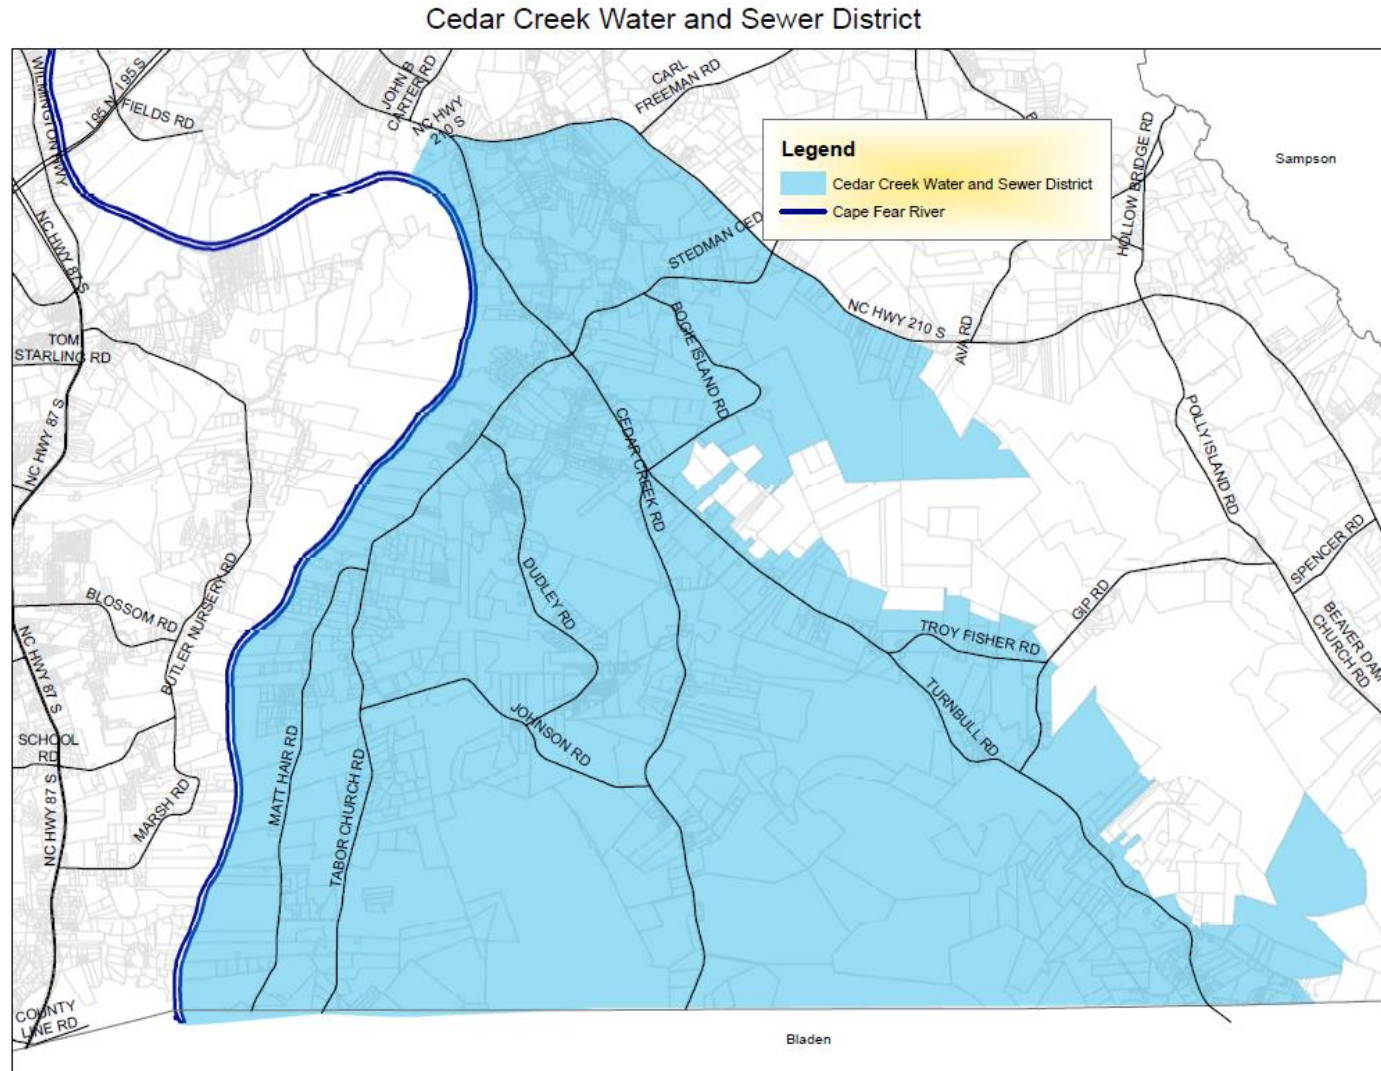 Cedar Creek Water and Sewer District
WILMINGTON HWY
I 95 N
I 95 S
FIELDS RD
JOHN B
CARTER RD
NC HWY
210 S
CARL
FREEMAN RD
Legend
Cedar Creek Water and Sewer District
Cape Fear River
HOLLOW BRIDGE RD
Sampson
NC HWY 87 S
STEDMAN CED
TOM
STARLING RD
BOGIE ISLAND RD
NC HWY 210 S
AVA RD
NC HWY 87 S
CEDAR CREEK RD
POLLY ISLAND RD
SPENCER RD
BLOSSOM RD
BUTLER NURSERY RD
DUDLEY RD
GIP RD
TROY FISHER RD
BEAVER DAM
CHURCH RD
NC HWY 87 S
SCHOOL
RD
MATT HAIR RD
TABOR CHURCH RD
JOHNSON RD
TURNBULL RD
NC HWY 87 S
MARSH RD
COUNTY
LINE RD
Bladen